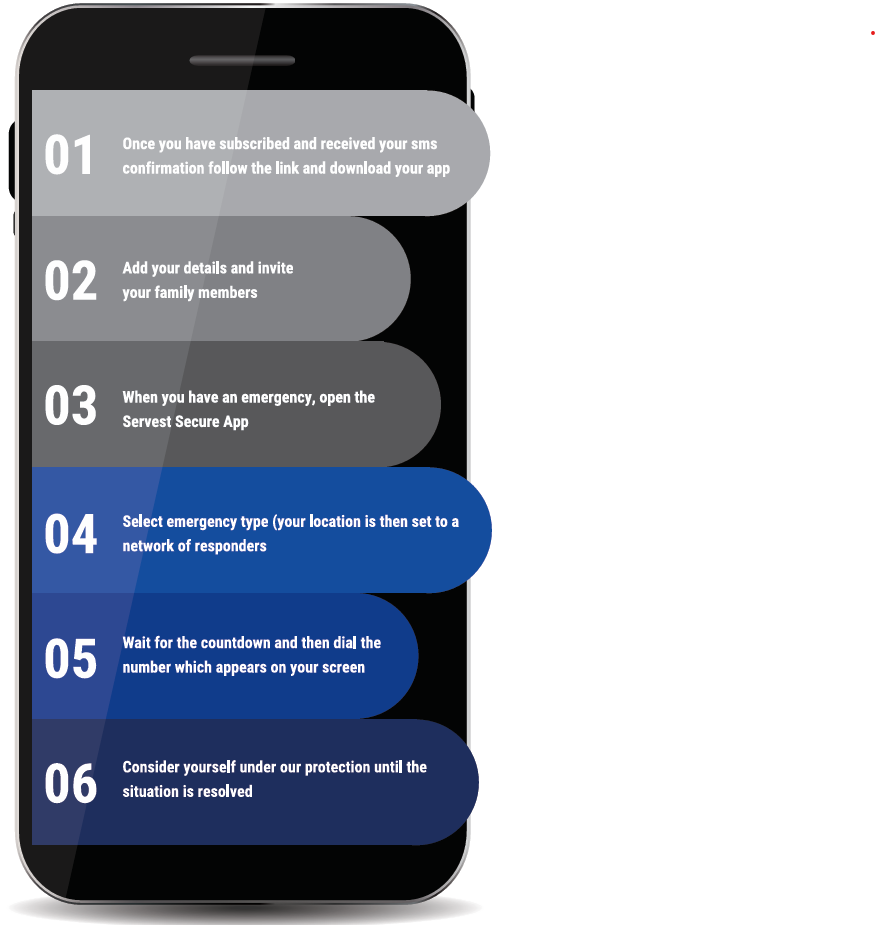 01
Once you have subscribed and received your sms
confirmation follow the link and download your app
02
Add your details and invite
your family members
03
When you have an emergency, open the
Servest Secure App
04
Select emergency type (your location is then set to a
network of responders
05
Wait for the countdown and then dial the
number which appears on your screen
06
Consider yourself under our protection until the
situation is resolved